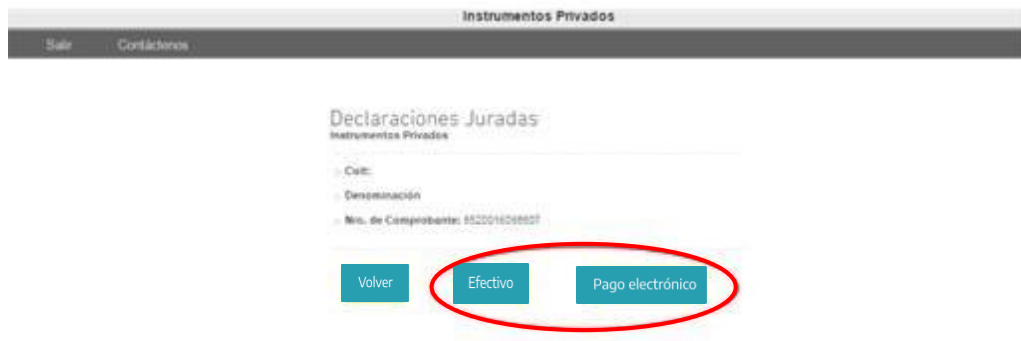 Instrumentos Privados
Salir Contáctenos
Declaraciones Juradas
Instrumentos Privados
Cuit:
Denominación
Nro. de Comprobante:
Volver Efectivo Pago electrónico